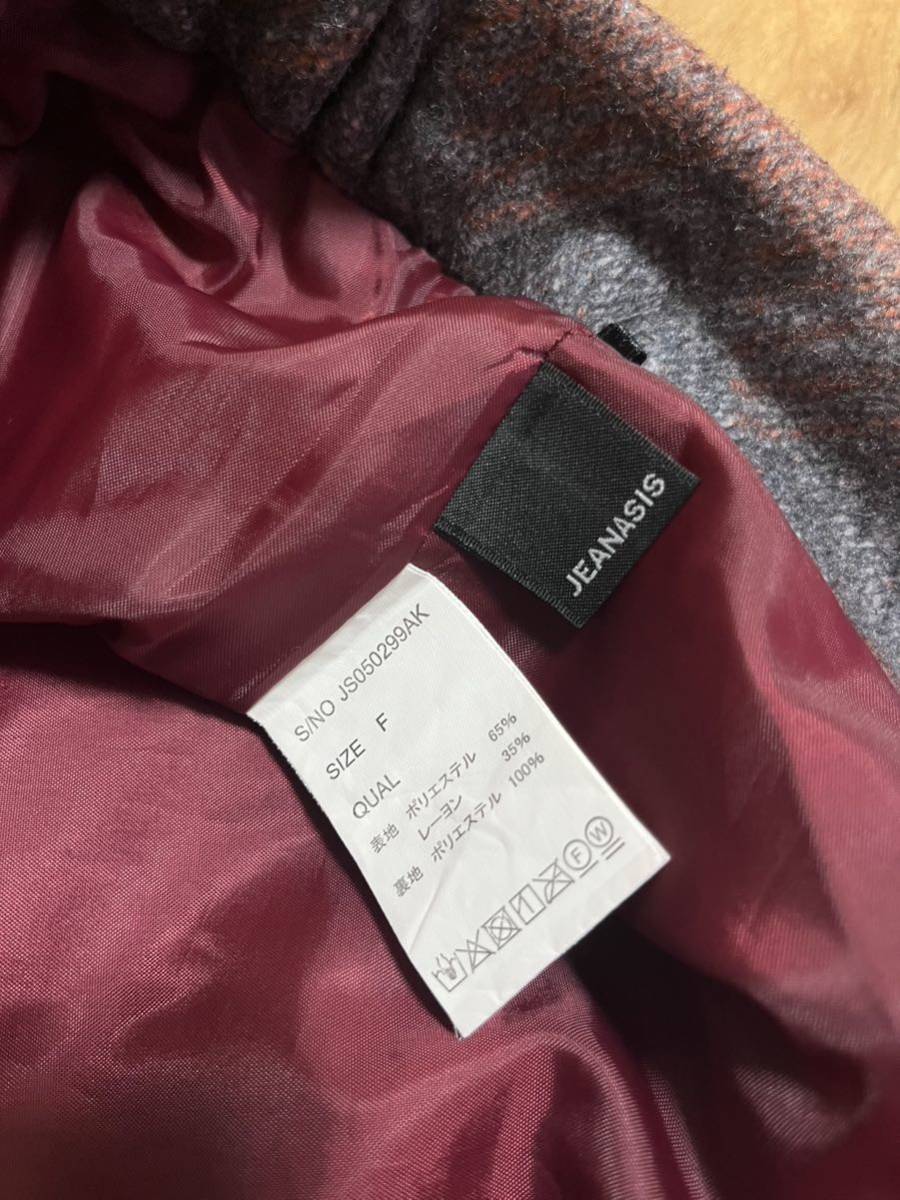 JEANASIS
S/NO JS050299AK
SIZE F
QUAL
表地 ポリエステル 65%
レーヨン 35%
裏地 ポリエステル 100%
F W